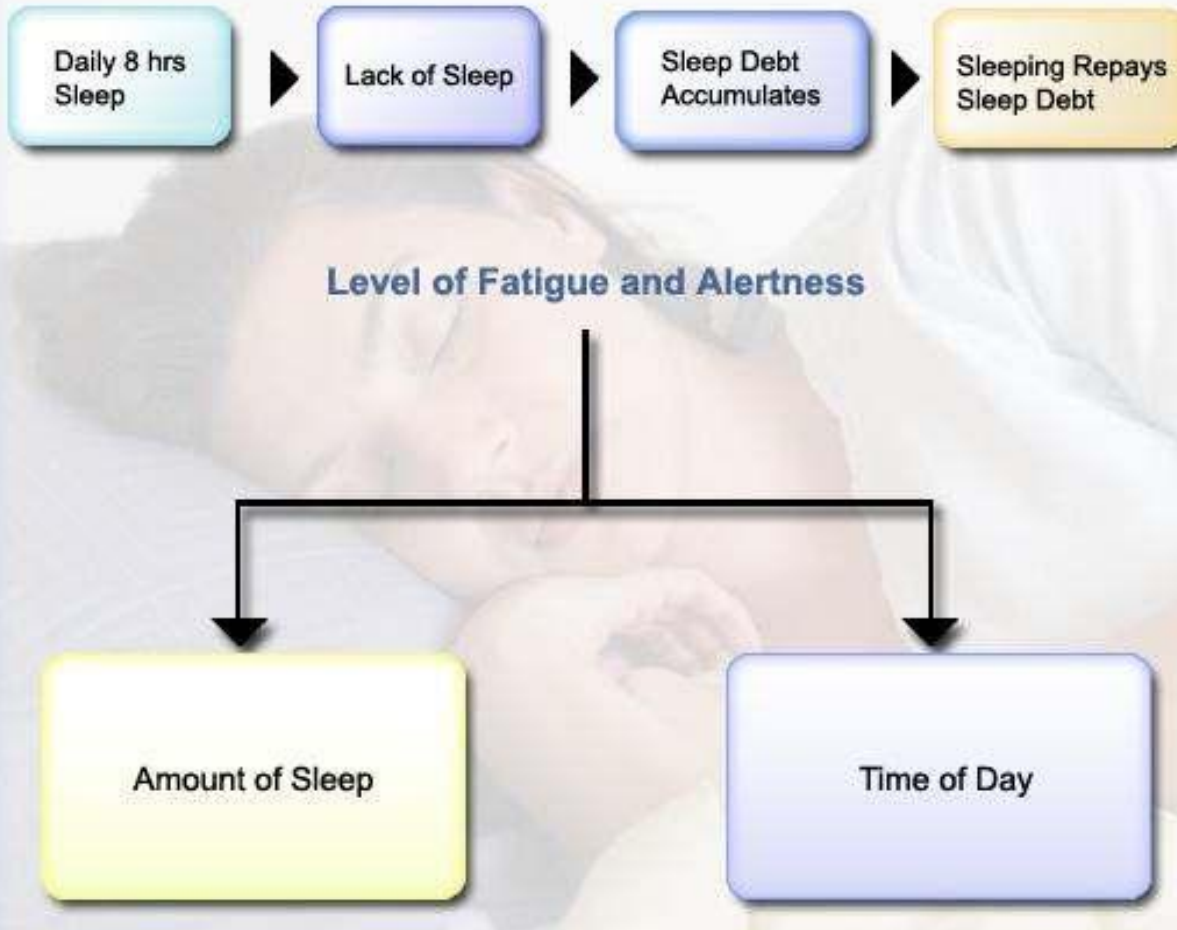 Daily 8 hrs
Sleep
Lack of Sleep
Sleep Debt
Accumulates
Sleeping Repays
Sleep Debt
Level of Fatigue and Alertness
Amount of Sleep
Time of Day